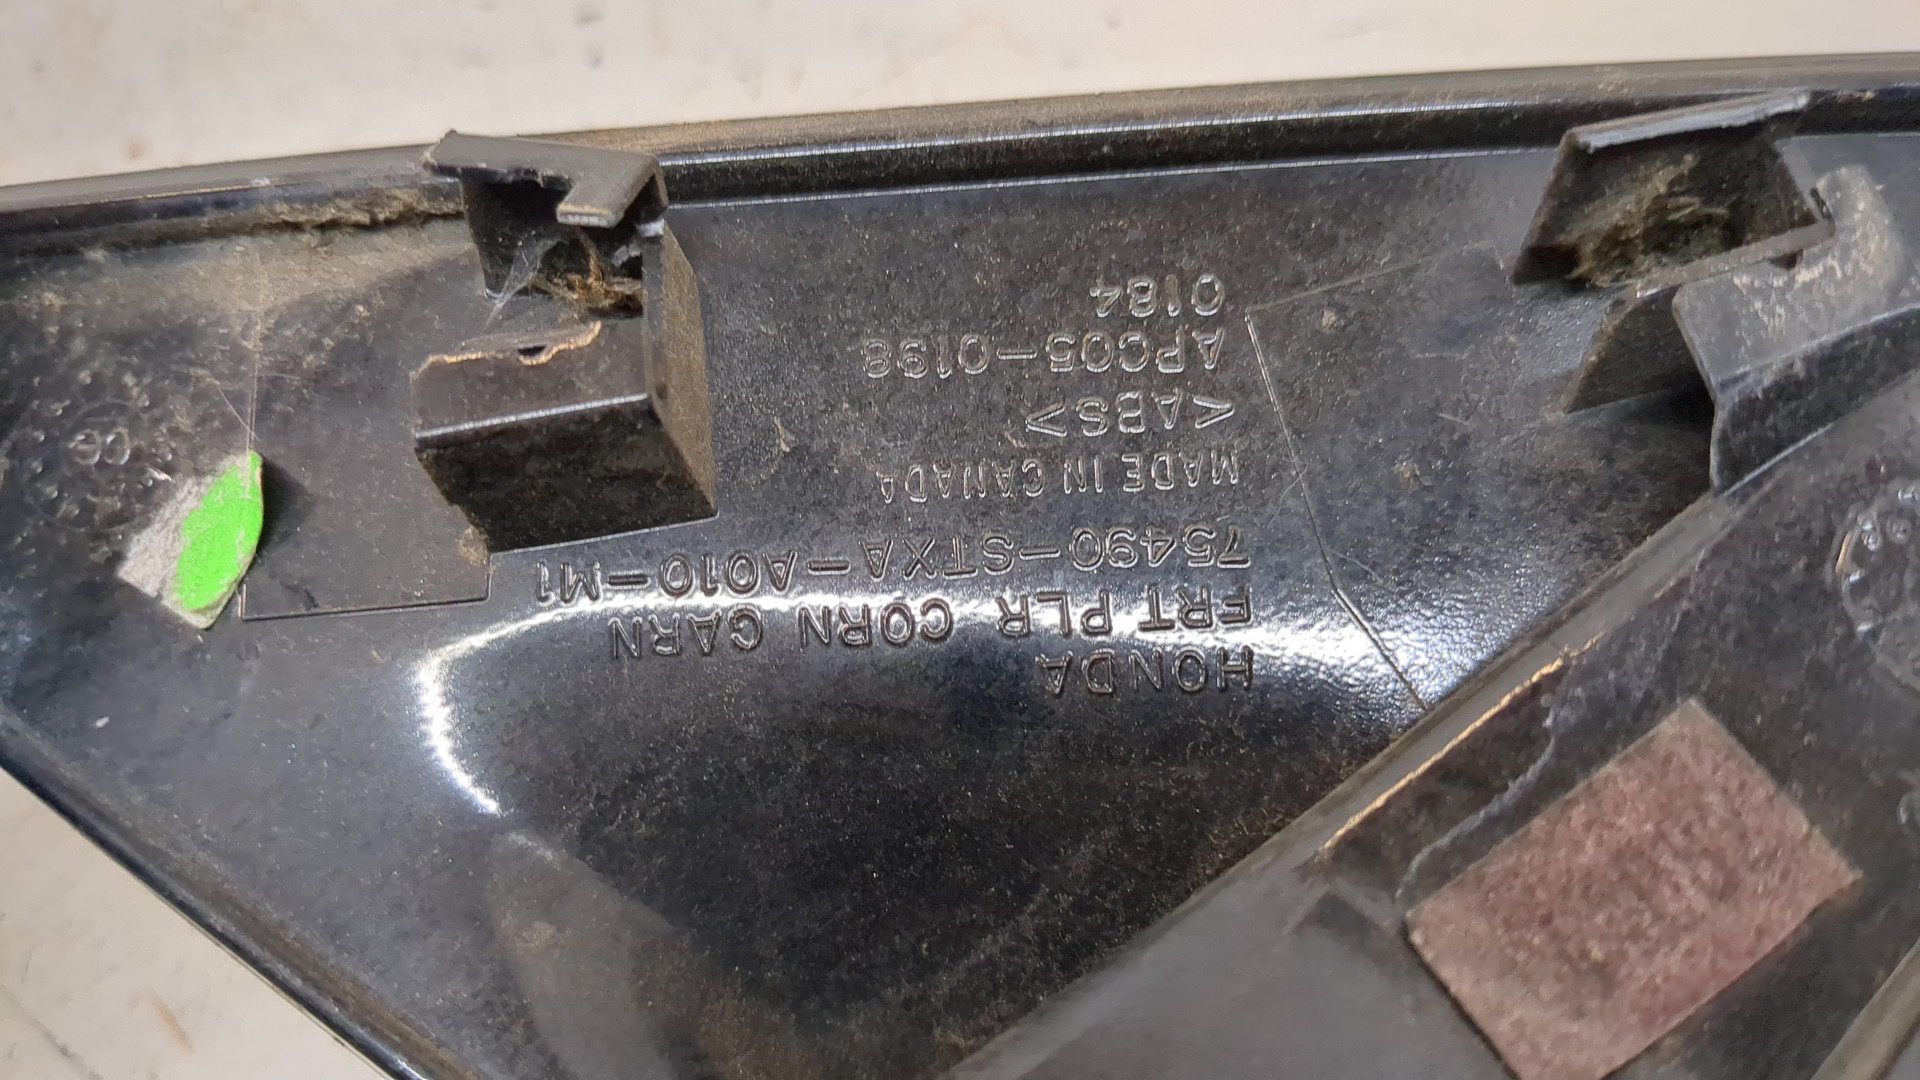 HONDA
FRT PLR CORN GARN
75490-STXA-A010-M1
MADE IN CANADA
<ABS>
APC05-0198
0184